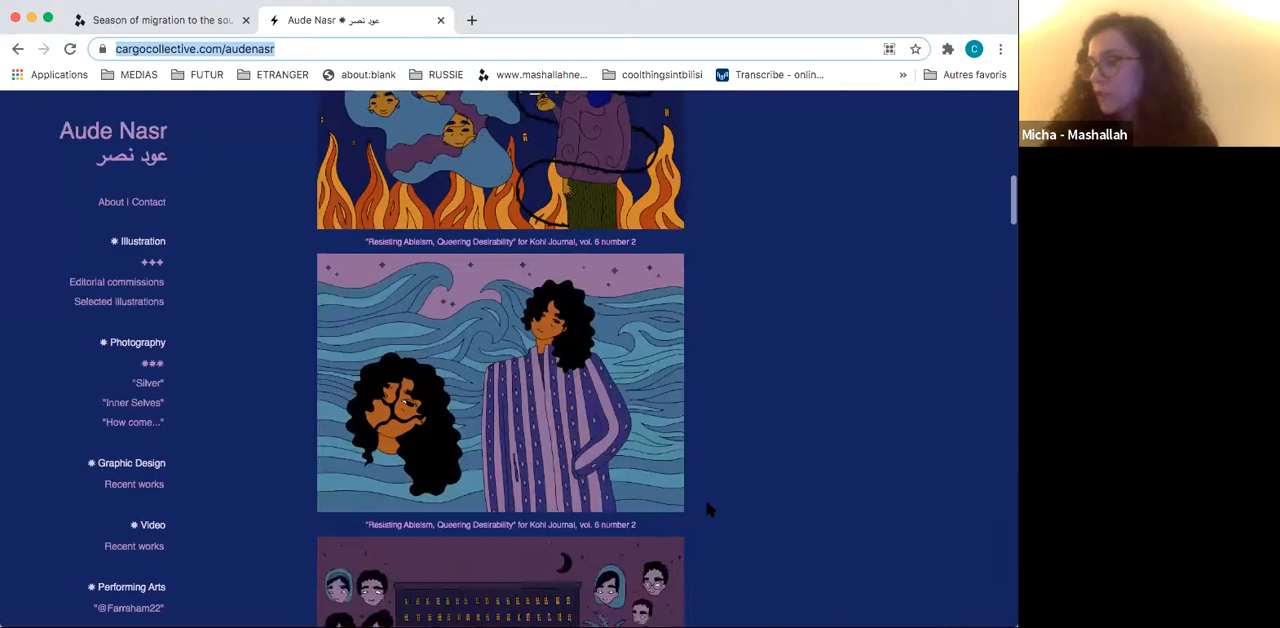 Season of migration to the sou
Aude Nasr ✷ عود نصر
cargocollective.com/audenasr
C
Applications
MEDIAS
FUTUR
ETRANGER
about:blank
RUSSIE
www.mashallahne...
coolthingsintbilisi
Transcribe - onlin...
»
Autres favoris
Micha - Mashallah
Aude Nasr
عود نصر
About | Contact
✷ Illustration
✦✦✦
Editorial commissions
Selected illustrations
✷ Photography
✷✷✷
"Silver"
"Inner Selves"
"How come..."
✷ Graphic Design
Recent works
✷ Video
Recent works
✷ Performing Arts
"@Farraham22"
"Resisting Ableism, Queering Desirability" for Kohl Journal, vol. 6 number 2
"Resisting Ableism, Queering Desirability" for Kohl Journal, vol. 6 number 2